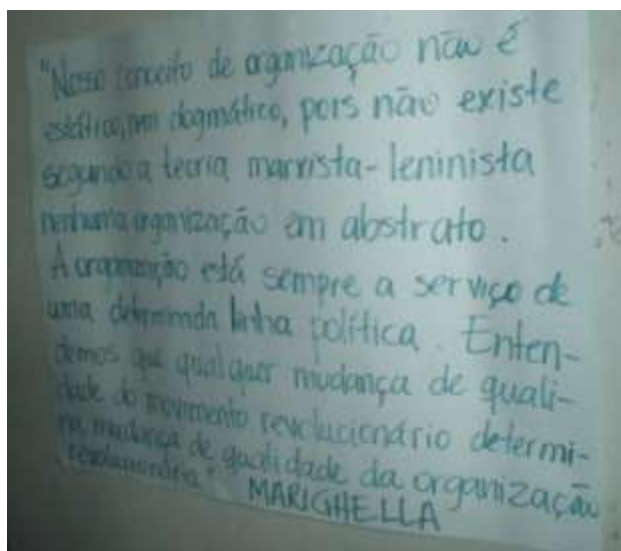 "Nosso conceito de organização não é
estático, nem dogmático, pois não existe
segundo a teoria marxista-leninista
nenhuma organização em abstrato.
A organização está sempre a serviço de
uma determinada linha política. Enten-
demos que qualquer mudança de quali-
dade do movimento revolucionário determi-
na mudança de qualidade da organização
revolucionária." MARIGHELLA